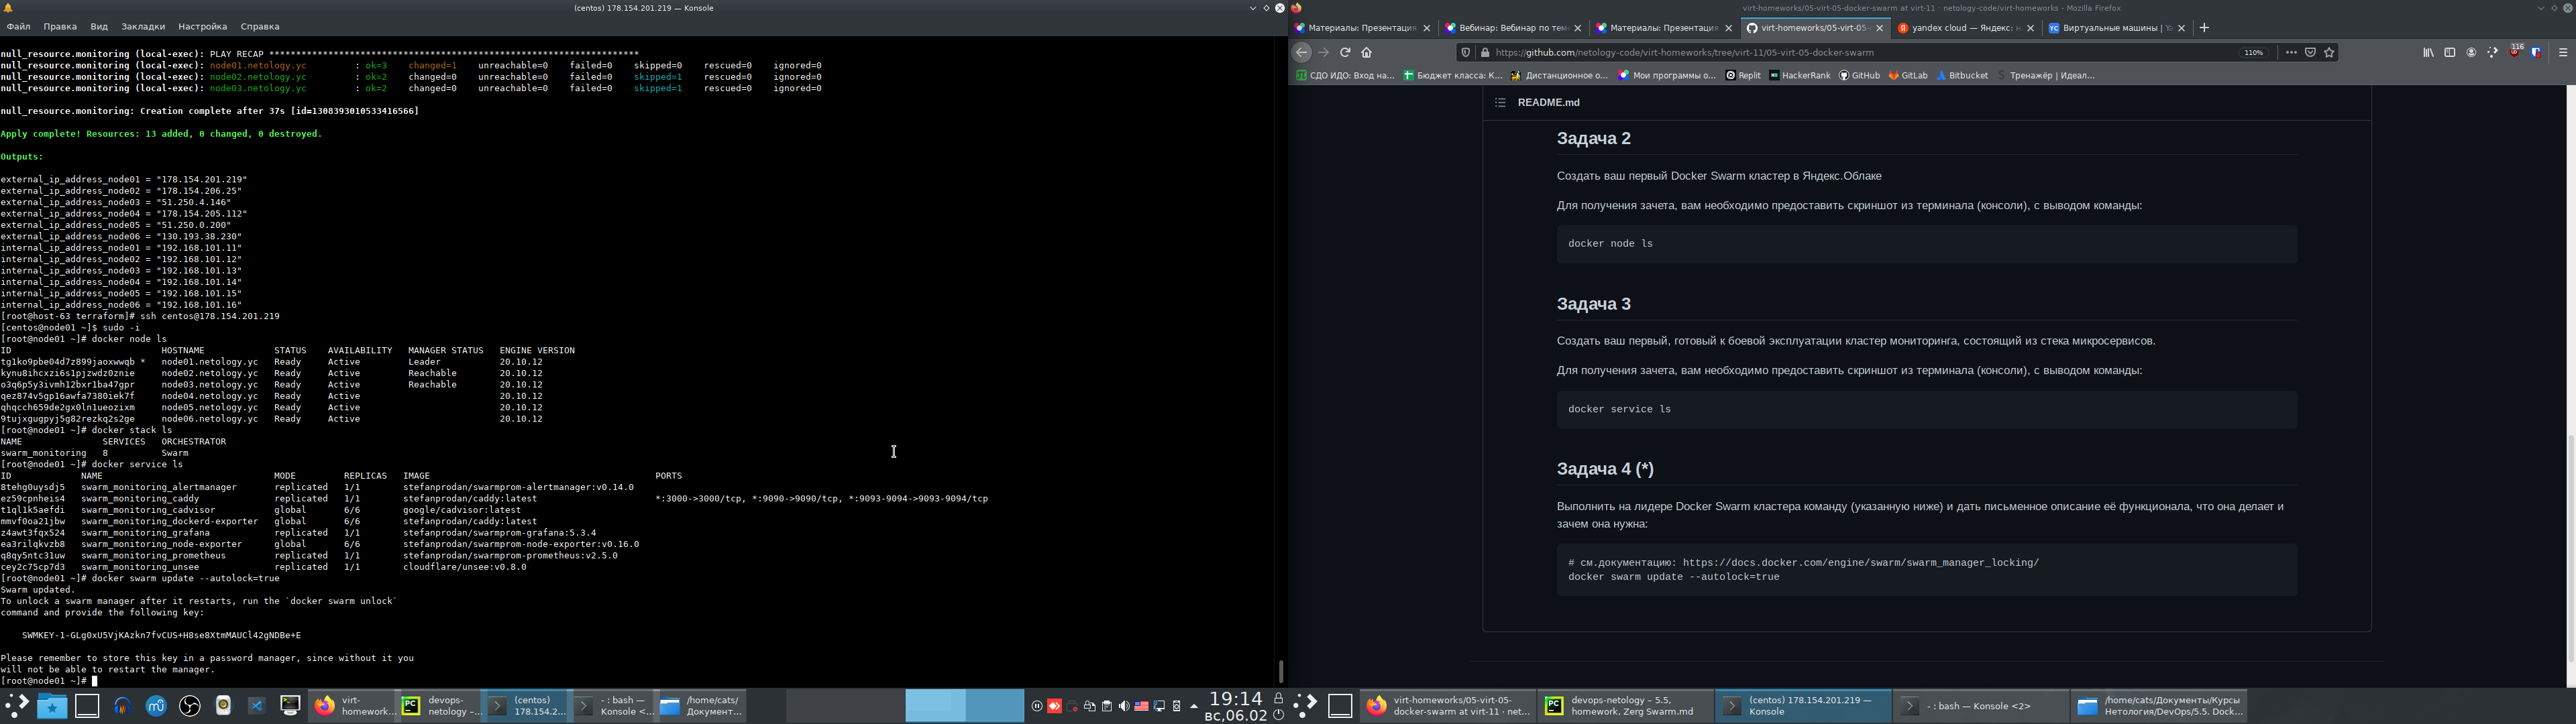 (centos) 178.154.201.219 — Konsole
Файл Правка Вид Закладки Настройка Справка
null_resource.monitoring (local-exec): PLAY RECAP *********************************************************************
null_resource.monitoring (local-exec): node01.netology.yc : ok=3 changed=1 unreachable=0 failed=0 skipped=0 rescued=0 ignored=0
null_resource.monitoring (local-exec): node02.netology.yc : ok=2 changed=0 unreachable=0 failed=0 skipped=1 rescued=0 ignored=0
null_resource.monitoring (local-exec): node03.netology.yc : ok=2 changed=0 unreachable=0 failed=0 skipped=1 rescued=0 ignored=0
null_resource.monitoring: Creation complete after 37s [id=1308393010533416566]
Apply complete! Resources: 13 added, 0 changed, 0 destroyed.
Outputs:
external_ip_address_node01 = "178.154.201.219"
external_ip_address_node02 = "178.154.206.25"
external_ip_address_node03 = "51.250.4.146"
external_ip_address_node04 = "178.154.205.112"
external_ip_address_node05 = "51.250.0.200"
external_ip_address_node06 = "130.193.38.230"
internal_ip_address_node01 = "192.168.101.11"
internal_ip_address_node02 = "192.168.101.12"
internal_ip_address_node03 = "192.168.101.13"
internal_ip_address_node04 = "192.168.101.14"
internal_ip_address_node05 = "192.168.101.15"
internal_ip_address_node06 = "192.168.101.16"
[root@host-63 terraform]# ssh centos@178.154.201.219
[centos@node01 ~]$ sudo -i
[root@node01 ~]# docker node ls
ID HOSTNAME STATUS AVAILABILITY MANAGER STATUS ENGINE VERSION
tg1ko9pbe04d7z899jaoxwwqb * node01.netology.yc Ready Active Leader 20.10.12
kynu8ihcxzi6s1pjzwdz0znie node02.netology.yc Ready Active Reachable 20.10.12
o3q6p5y3ivmh12bxr1ba47gpr node03.netology.yc Ready Active Reachable 20.10.12
qez874v5gp16awfa7380iek7f node04.netology.yc Ready Active 20.10.12
qhqcch659de2gx0ln1ueozixm node05.netology.yc Ready Active 20.10.12
9tujxgugpyj5g82rezkq2s2ge node06.netology.yc Ready Active 20.10.12
[root@node01 ~]# docker stack ls
NAME SERVICES ORCHESTRATOR
swarm_monitoring 8 Swarm
[root@node01 ~]# docker service ls
ID NAME MODE REPLICAS IMAGE PORTS
8tehg0uysdj5 swarm_monitoring_alertmanager replicated 1/1 stefanprodan/swarmprom-alertmanager:v0.14.0
ez59cpnheis4 swarm_monitoring_caddy replicated 1/1 stefanprodan/caddy:latest *:3000->3000/tcp, *:9090->9090/tcp, *:9093-9094->9093-9094/tcp
t1ql1k5aefdi swarm_monitoring_cadvisor global 6/6 google/cadvisor:latest
mmvf0oa21jbw swarm_monitoring_dockerd-exporter global 6/6 stefanprodan/caddy:latest
z4awt3fqx524 swarm_monitoring_grafana replicated 1/1 stefanprodan/swarmprom-grafana:5.3.4
ea3rilqkvzb8 swarm_monitoring_node-exporter global 6/6 stefanprodan/swarmprom-node-exporter:v0.16.0
q8qy5ntc31uw swarm_monitoring_prometheus replicated 1/1 stefanprodan/swarmprom-prometheus:v2.5.0
cey2c75cp7d3 swarm_monitoring_unsee replicated 1/1 cloudflare/unsee:v0.8.0
[root@node01 ~]# docker swarm update --autolock=true
Swarm updated.
To unlock a swarm manager after it restarts, run the `docker swarm unlock`
command and provide the following key:
SWMKEY-1-GLg0xU5VjKAzkn7fvCUS+H8se8XtmMAUCl42gNDBe+E
Please remember to store this key in a password manager, since without it you
will not be able to restart the manager.
[root@node01 ~]#
virt-homework...
devops-netology –...
(centos) 178.154.2...
- : bash — Konsole <...
/home/cats/Документ...
19:14
вс,06.02
virt-homeworks/05-virt-05-docker-swarm at virt-11 · netology-code/virt-homeworks - Mozilla Firefox
Материалы: Презентация
Вебинар: Вебинар по тем
Материалы: Презентация
virt-homeworks/05-virt-05-
yandex cloud — Яндекс: н
Виртуальные машины | Ya
https://github.com/netology-code/virt-homeworks/tree/virt-11/05-virt-05-docker-swarm
110%
116
СДО ИДО: Вход на... Бюджет класса: К... Дистанционное о... Мои программы о... Replit HackerRank GitHub GitLab Bitbucket Тренажёр | Идеал...
README.md
Задача 2
Создать ваш первый Docker Swarm кластер в Яндекс.Облаке
Для получения зачета, вам необходимо предоставить скриншот из терминала (консоли), с выводом команды:
docker node ls
Задача 3
Создать ваш первый, готовый к боевой эксплуатации кластер мониторинга, состоящий из стека микросервисов.
Для получения зачета, вам необходимо предоставить скриншот из терминала (консоли), с выводом команды:
docker service ls
Задача 4 (*)
Выполнить на лидере Docker Swarm кластера команду (указанную ниже) и дать письменное описание её функционала, что она делает и
зачем она нужна:
# см.документацию: https://docs.docker.com/engine/swarm/swarm_manager_locking/
docker swarm update --autolock=true
virt-homeworks/05-virt-05-
docker-swarm at virt-11 · net...
devops-netology – 5.5,
homework, Zerg Swarm.md
(centos) 178.154.201.219 —
Konsole
- : bash — Konsole <2>
/home/cats/Документы/Курсы
Нетология/DevOps/5.5. Dock...